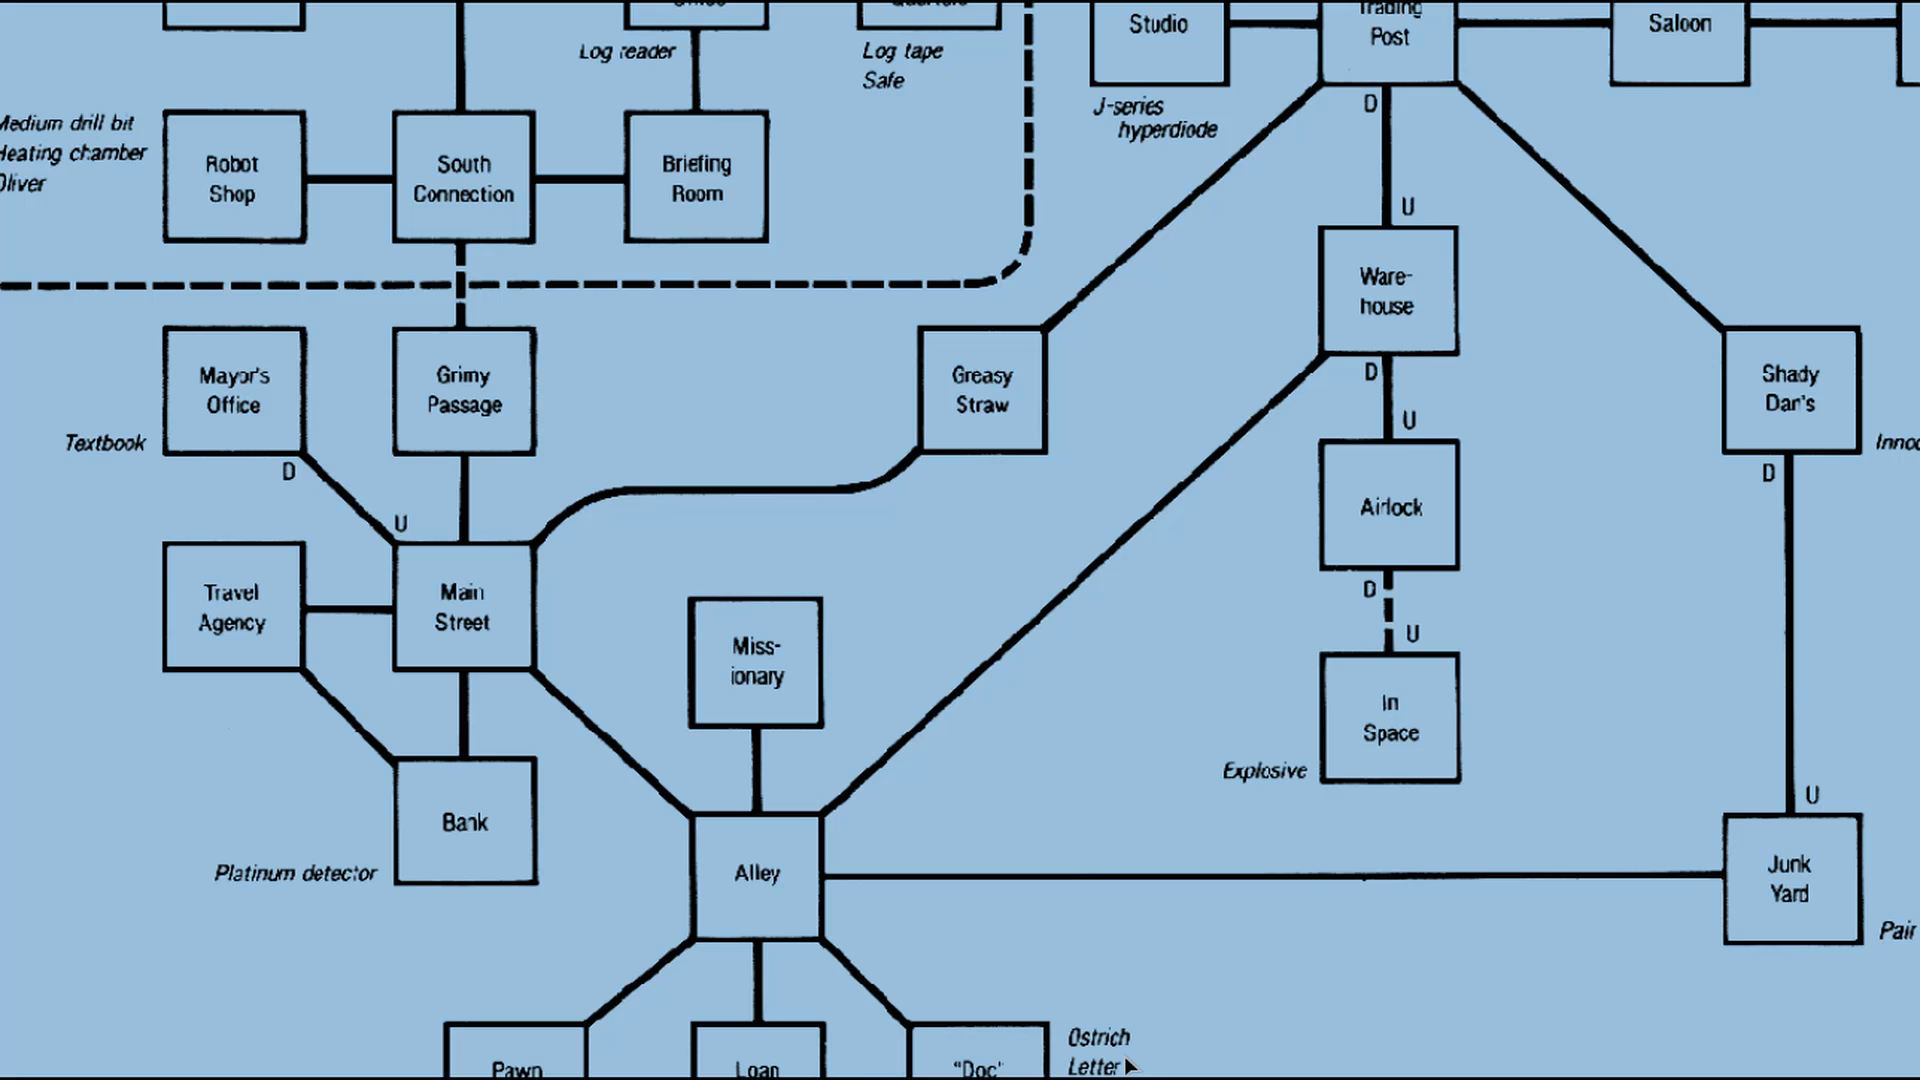 Trading
Post
Studio
Saloon
Log reader
Log tape
Safe
J-series
hyperdiode
D
Medium drill bit
Heating chamber
Oliver
Robot
Shop
South
Connection
Briefing
Room
U
Ware-
house
D
U
Mayor's
Office
Grimy
Passage
Greasy
Straw
Shady
Dan's
Textbook
D
D
U
Airlock
Travel
Agency
Main
Street
Miss-
ionary
D
U
In
Space
Explosive
U
Bank
Platinum detector
Alley
Junk
Yard
Pair
Pawn
Loan
"Doc"
Ostrich
Letter